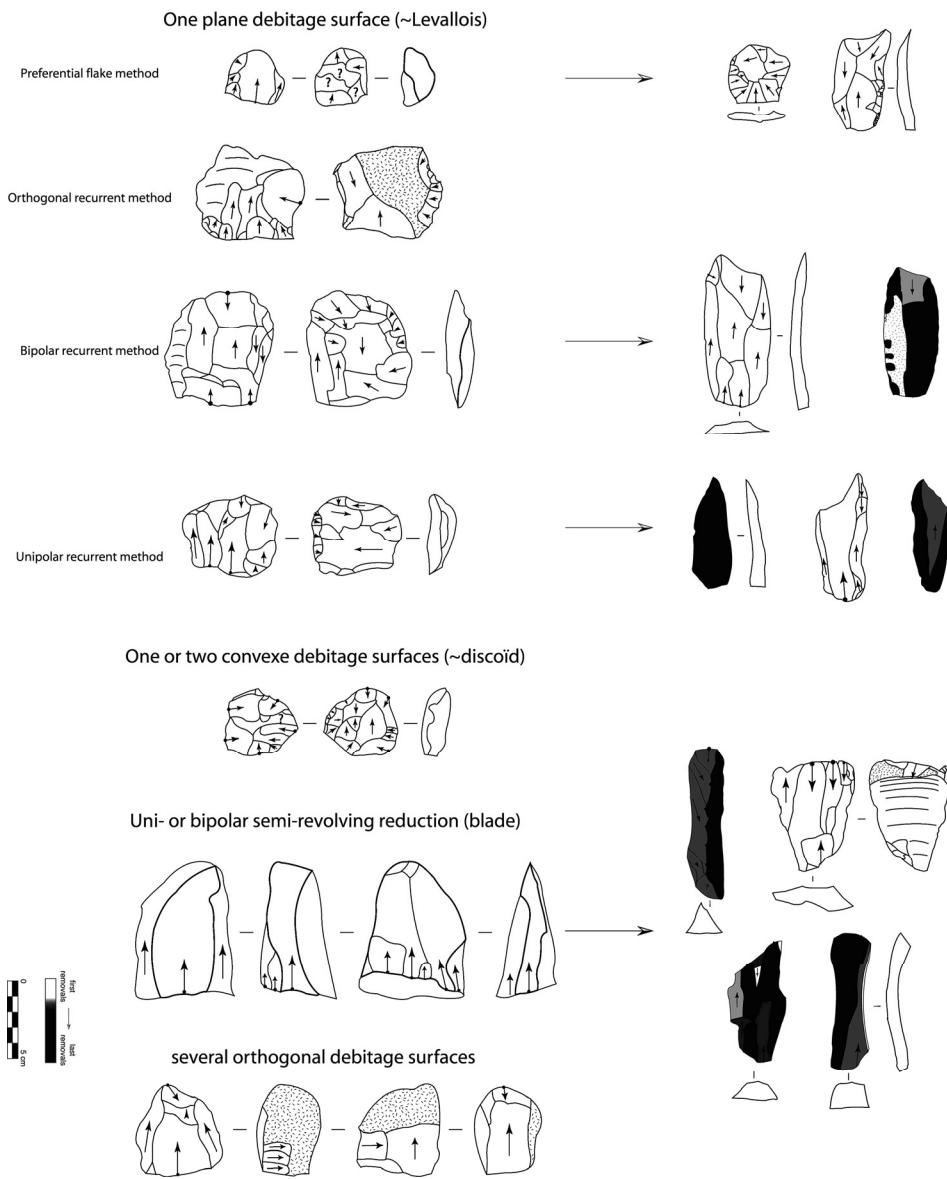 One plane debitage surface (~Levallois)
Preferential flake method
?
?
?
?
Orthogonal recurrent method
Bipolar recurrent method
Unipolar recurrent method
One or two convexe debitage surfaces (~discoïd)
?
Uni- or bipolar semi-revolving reduction (blade)
0
5 cm
first
removals
last
removals
several orthogonal debitage surfaces